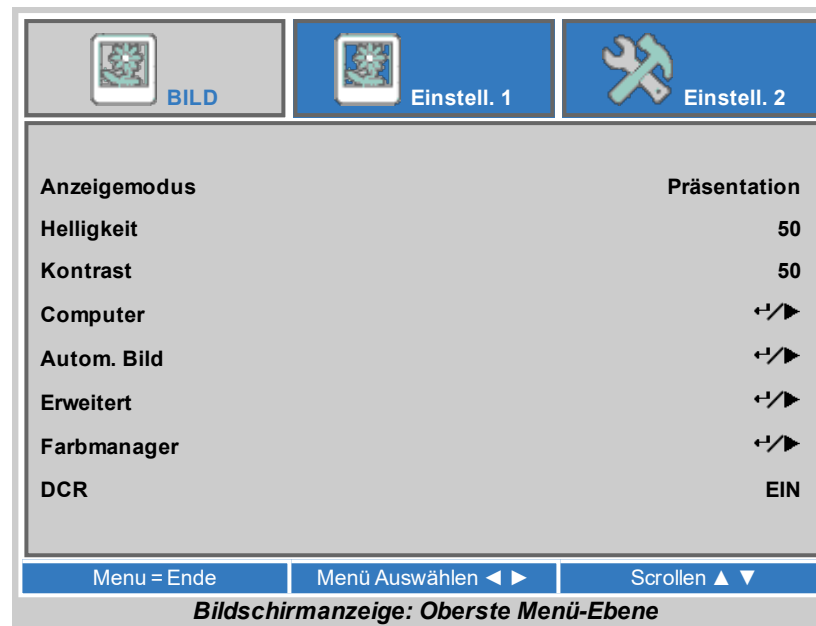 BILD Einstell. 1 Einstell. 2
Anzeigemodus Präsentation
Helligkeit 50
Kontrast 50
Computer ↵/►
Autom. Bild ↵/►
Erweitert ↵/►
Farbmanager ↵/►
DCR EIN
Menu = Ende Menü Auswählen ◄ ► Scrollen ▲ ▼
Bildschirmanzeige: Oberste Menü-Ebene